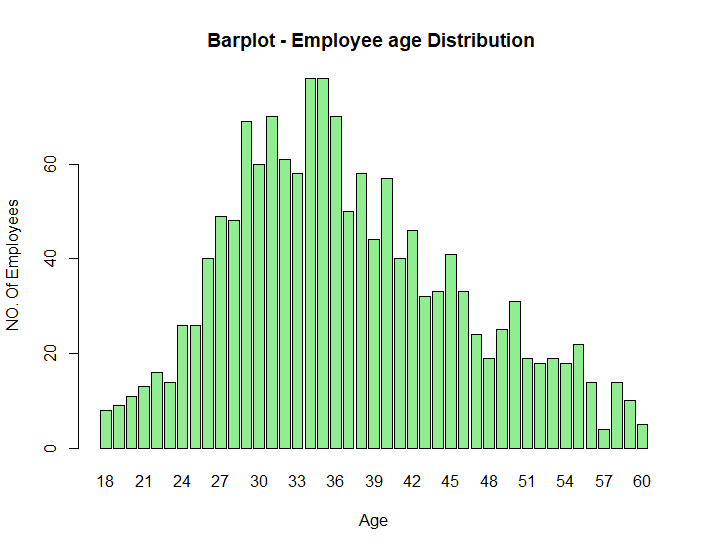 Barplot - Employee age Distribution
NO. Of Employees
60
40
20
0
18 21 24 27 30 33 36 39 42 45 48 51 54 57 60
Age